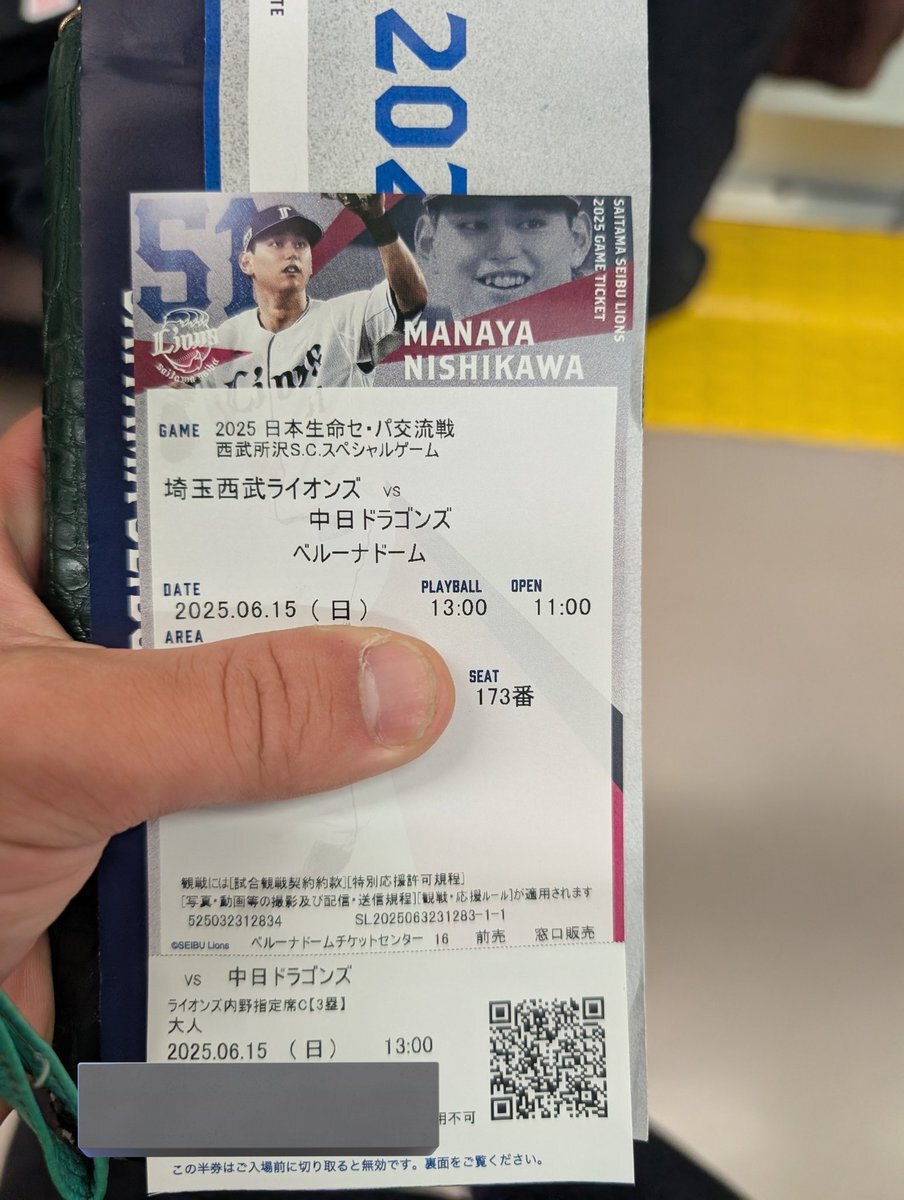 202
TE
51
SAITAMA SEIBU LIONS
2025 GAME TICKET
Lions
saitama seibu
Lions
MANAYA
NISHIKAWA
GAME 2025 日本生命セ・パ交流戦
西武所沢S.C.スペシャルゲーム
埼玉西武ライオンズ vs
中日ドラゴンズ
ベルーナドーム
DATE PLAYBALL OPEN
2025.06.15 (日) 13:00 11:00
AREA
SEAT
173番
観戦には[試合観戦契約約款][特別応援許可規程]
[写真・動画等の撮影及び配信・送信規程][観戦・応援ルール]が適用されます
525032312834 SL2025063231283-1-1
©SEIBU Lions ベルーナドームチケットセンター 16 前売 窓口販売
vs 中日ドラゴンズ
ライオンズ内野指定席C【3塁】
大人
2025.06.15 (日) 13:00
用不可
この半券はご入場前に切り取ると無効です。裏面をご覧ください。